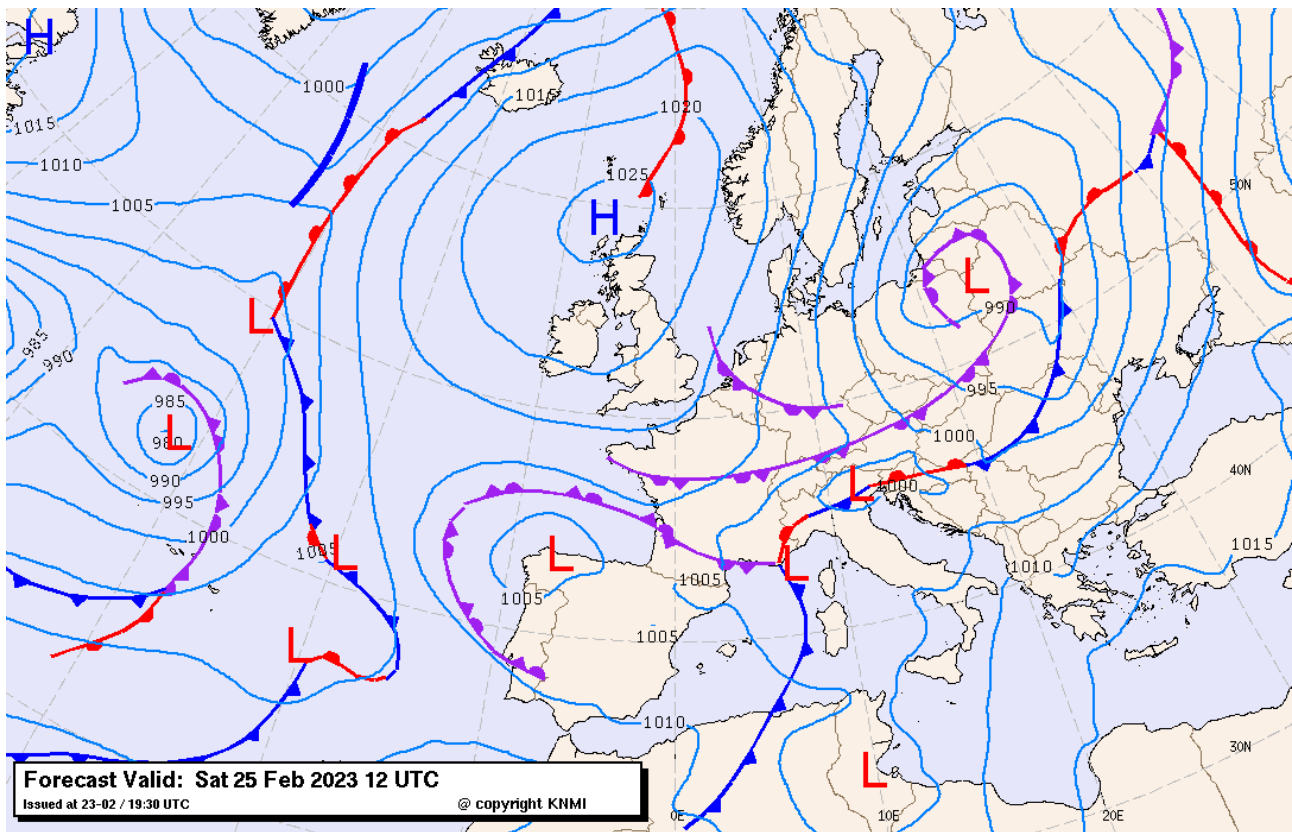 H
1000
1015
1020
1015
1010
1025
H
1005
50N
L
L
990
985
990
995
985
L
980
990
995
1000
L
1000
40N
1000
1005
L
L
L
1015
1010
1005
1005
1005
L
1010
30N
L
Forecast Valid: Sat 25 Feb 2023 12 UTC
Issued at 23-02 / 19:30 UTC @ copyright KNMI
0E
10E
20E